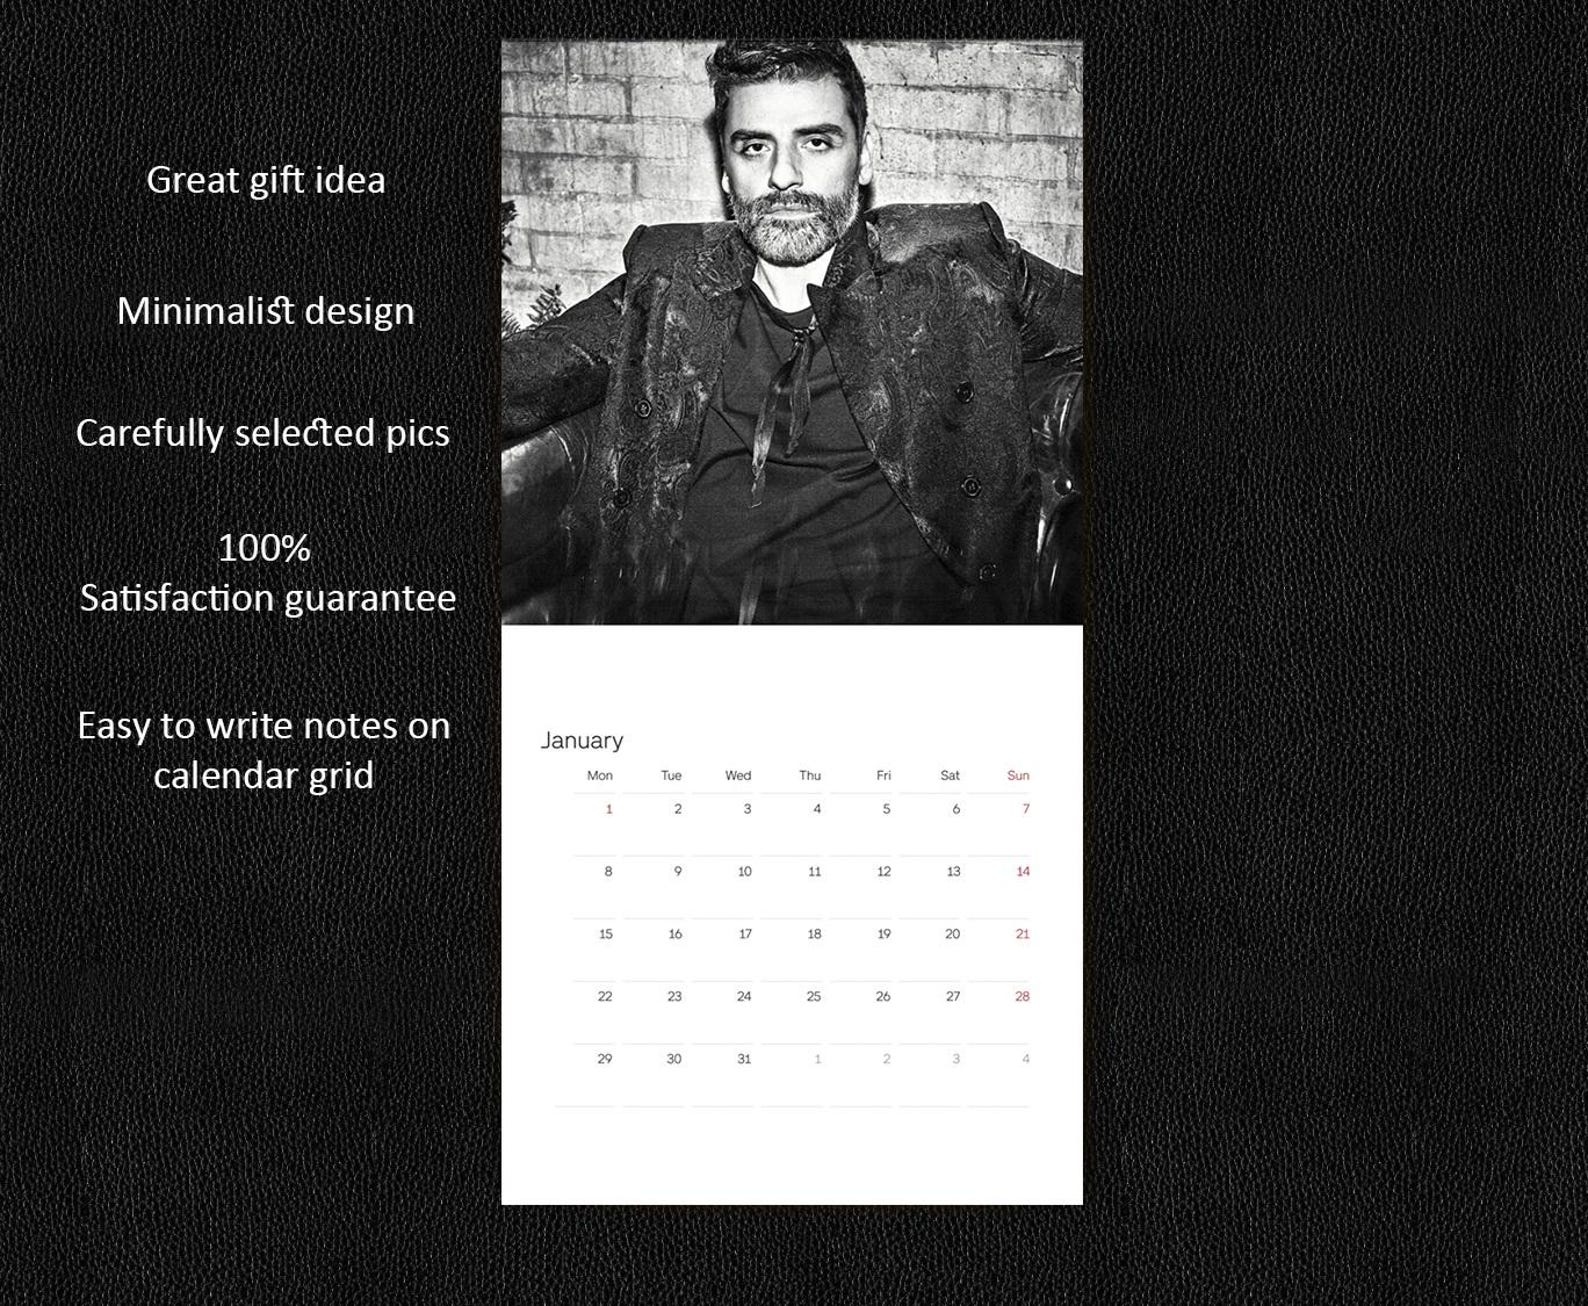 Great gift idea
Minimalist design
Carefully selected pics
100%
Satisfaction guarantee
Easy to write notes on
calendar grid
January
Mon Tue Wed Thu Fri Sat Sun
1 2 3 4 5 6 7
8 9 10 11 12 13 14
15 16 17 18 19 20 21
22 23 24 25 26 27 28
29 30 31 1 2 3 4